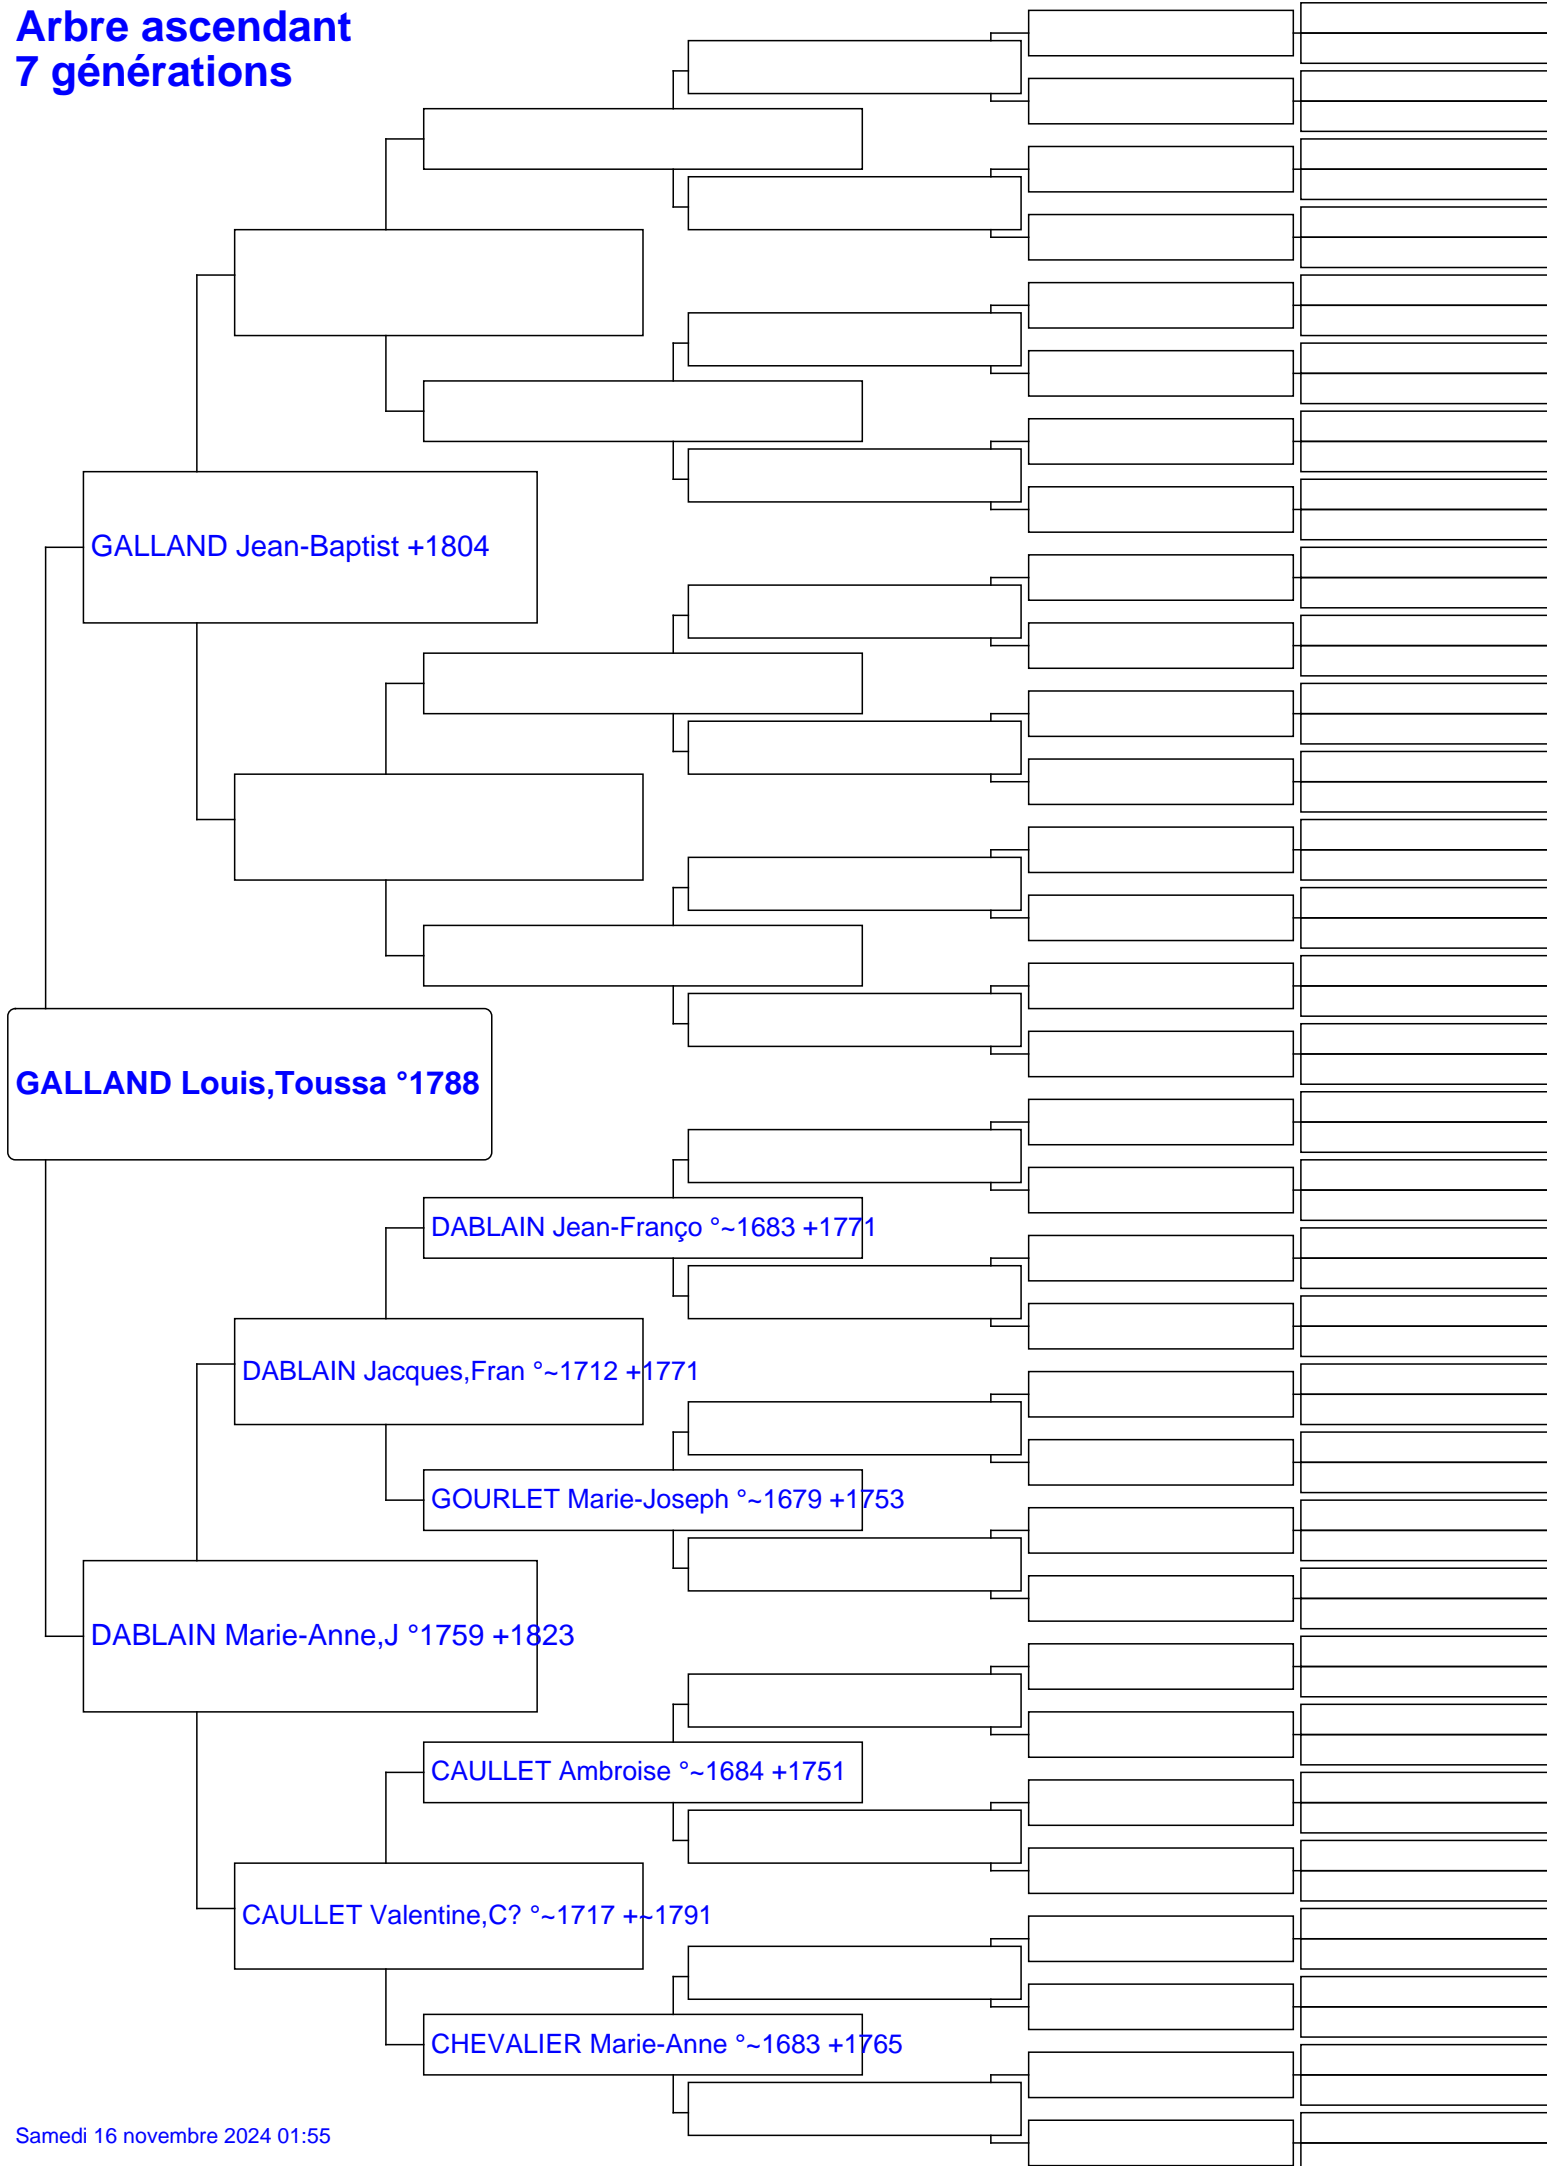 Arbre ascendant
7 générations
GALLAND Jean-Baptist +1804
GALLAND Louis,Toussa °1788
DABLAIN Jean-Franço °~1683 +1771
DABLAIN Jacques,Fran °~1712 +1771
GOURLET Marie-Joseph °~1679 +1753
DABLAIN Marie-Anne,J °1759 +1823
CAULLET Ambroise °~1684 +1751
CAULLET Valentine,C? °~1717 +~1791
CHEVALIER Marie-Anne °~1683 +1765
Samedi 16 novembre 2024 01:55